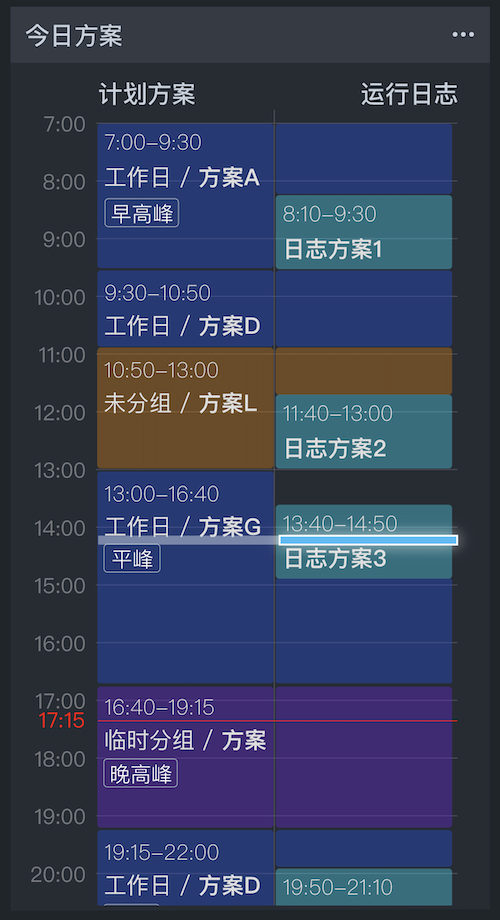 今日方案
计划方案
运行日志
7:00
7:00–9:30
工作日 / 方案A
早高峰
8:00
8:10–9:30
日志方案1
9:00
9:30–10:50
工作日 / 方案D
10:00
11:00
10:50–13:00
未分组 / 方案L
11:40–13:00
日志方案2
12:00
13:00
13:00–16:40
工作日 / 方案G
平峰
13:40–14:50
日志方案3
14:00
15:00
16:00
17:00
17:15
16:40–19:15
临时分组 / 方案
晚高峰
18:00
19:00
19:15–22:00
工作日 / 方案D
20:00
19:50–21:10